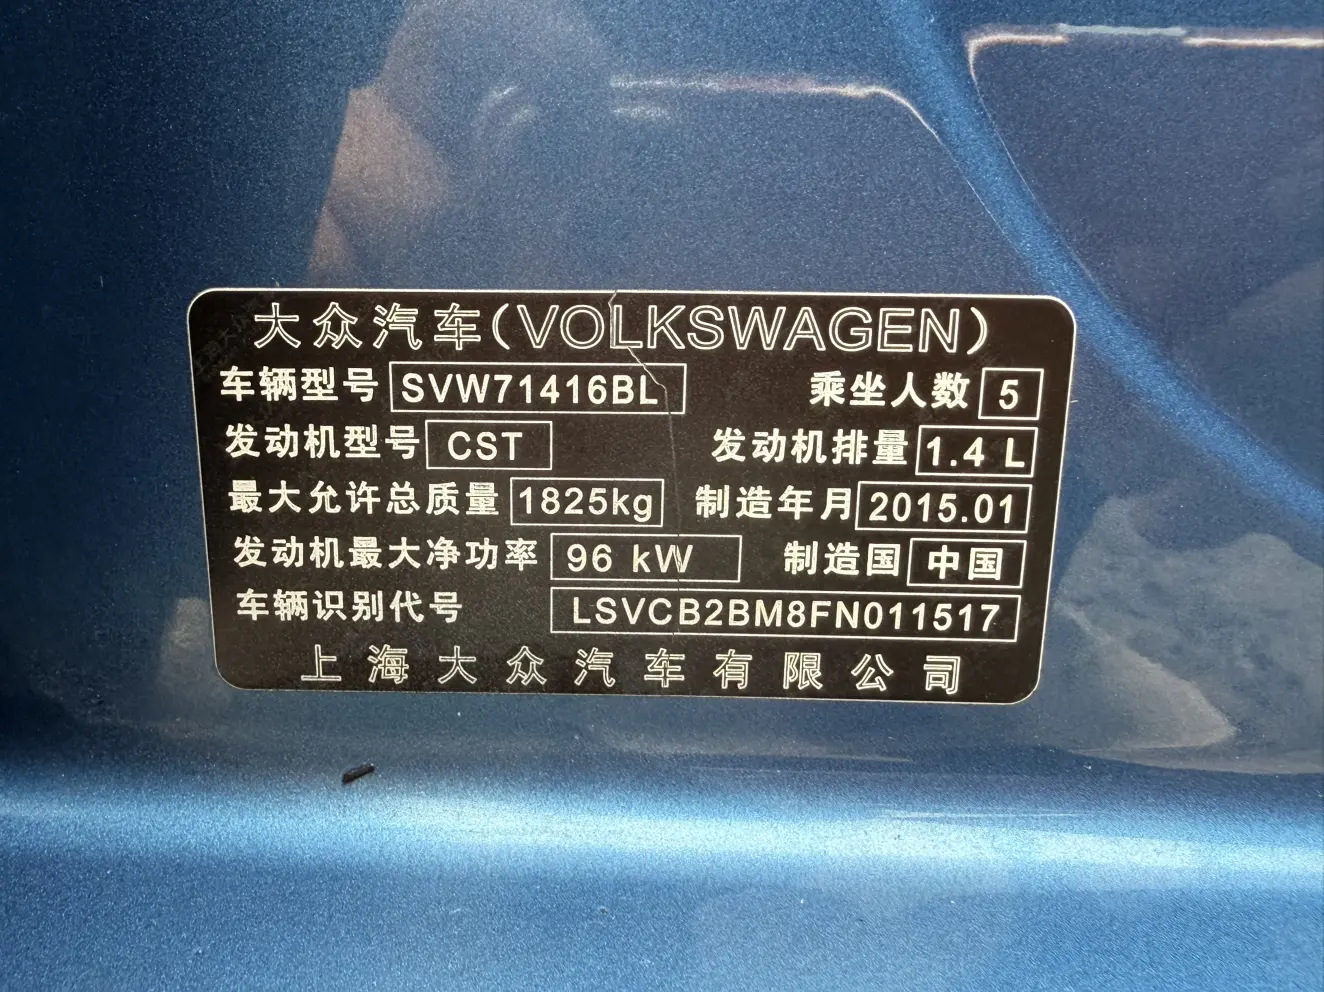 大众汽车(VOLKSWAGEN)
车辆型号 SVW71416BL 乘坐人数 5
发动机型号 CST 发动机排量 1.4 L
最大允许总质量 1825kg 制造年月 2015.01
发动机最大净功率 96 kW 制造国 中国
车辆识别代号 LSVCB2BM8FN011517
上海大众汽车有限公司